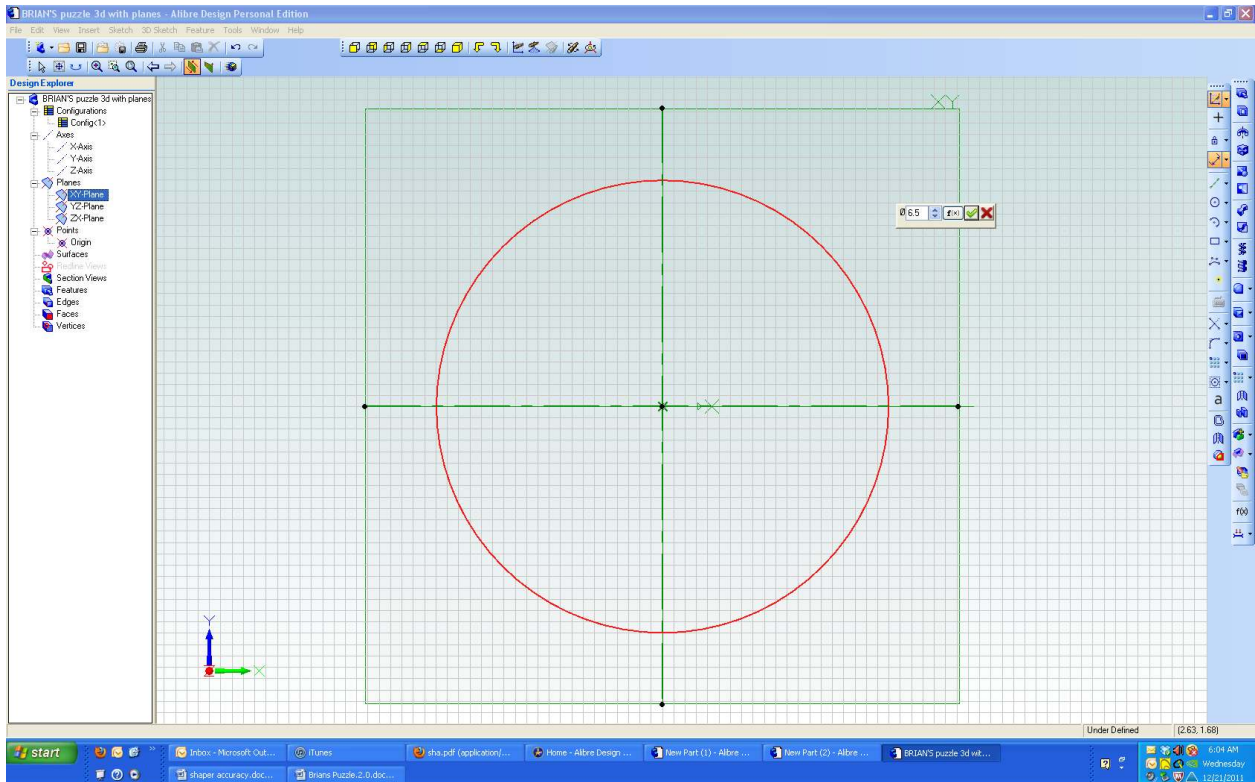 BRIAN'S puzzle 3d with planes - Alibre Design Personal Edition
File Edit View Insert Sketch 3D Sketch Feature Tools Window Help
Design Explorer
BRIAN'S puzzle 3d with planes
Configurations
Config<1>
Axes
X-Axis
Y-Axis
Z-Axis
Planes
XY-Plane
YZ-Plane
ZX-Plane
Points
Origin
Surfaces
Redline Views
Section Views
Features
Edges
Faces
Vertices
XY
Ø 6.5 f(x)
X
Y
X
a
f(x)
Under Defined (2.63, 1.68)
start
Inbox - Microsoft Out...
iTunes
sha.pdf (application/...
Home - Alibre Design ...
New Part (1) - Alibre ...
New Part (2) - Alibre ...
BRIAN'S puzzle 3d wit...
6:04 AM
Wednesday
shaper accuracy.doc...
Brians Puzzle.2.0.doc...
12/21/2011